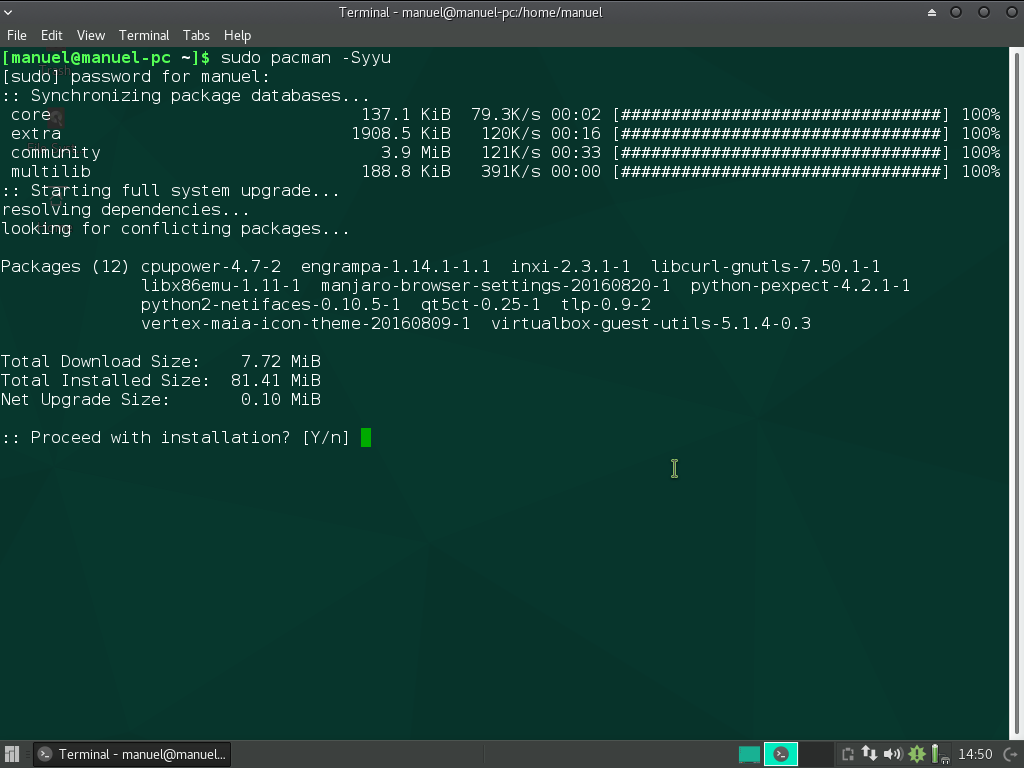 Terminal - manuel@manuel-pc:/home/manuel
File Edit View Terminal Tabs Help
[manuel@manuel-pc ~]$ sudo pacman -Syyu
[sudo] password for manuel:
:: Synchronizing package databases...
core 137.1 KiB 79.3K/s 00:02 [################################] 100%
extra 1908.5 KiB 120K/s 00:16 [################################] 100%
community 3.9 MiB 121K/s 00:33 [################################] 100%
multilib 188.8 KiB 391K/s 00:00 [################################] 100%
:: Starting full system upgrade...
resolving dependencies...
looking for conflicting packages...
Packages (12) cpupower-4.7-2 engrampa-1.14.1-1.1 inxi-2.3.1-1 libcurl-gnutls-7.50.1-1
libx86emu-1.11-1 manjaro-browser-settings-20160820-1 python-pexpect-4.2.1-1
python2-netifaces-0.10.5-1 qt5ct-0.25-1 tlp-0.9-2
vertex-maia-icon-theme-20160809-1 virtualbox-guest-utils-5.1.4-0.3
Total Download Size: 7.72 MiB
Total Installed Size: 81.41 MiB
Net Upgrade Size: 0.10 MiB
:: Proceed with installation? [Y/n]
Terminal - manuel@manuel...
14:50